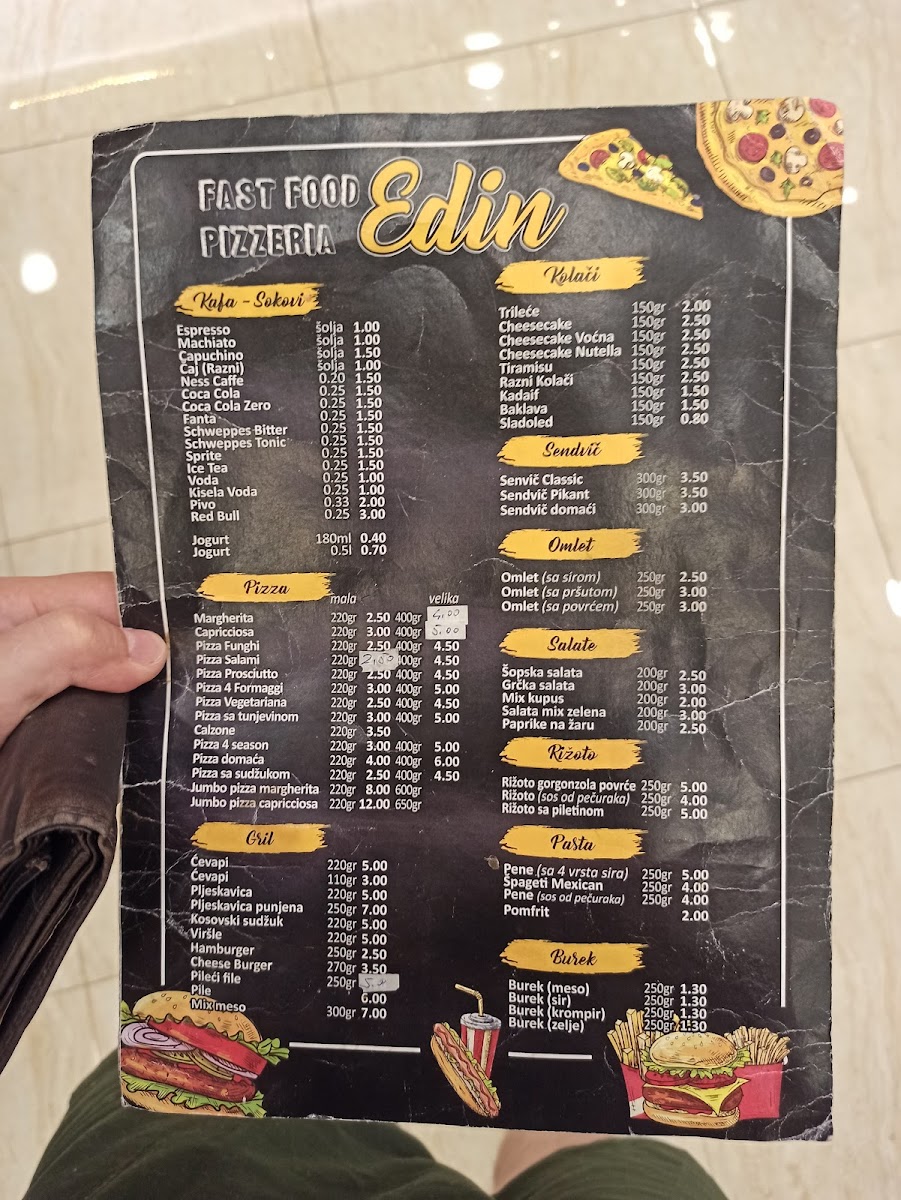 FAST FOOD
PIZZERIA
Edin
Kafa - Sokovi
Espresso šolja 1.00
Machiato šolja 1.00
Capuchino šolja 1.50
Čaj (Razni) šolja 1.00
Ness Caffe 0.20 1.50
Coca Cola 0.25 1.50
Coca Cola Zero 0.25 1.50
Fanta 0.25 1.50
Schweppes Bitter 0.25 1.50
Schweppes Tonic 0.25 1.50
Sprite 0.25 1.50
Ice Tea 0.25 1.50
Voda 0.25 1.00
Kisela Voda 0.25 1.00
Pivo 0.33 2.00
Red Bull 0.25 3.00
Jogurt 180ml 0.40
Jogurt 0.5l 0.70
Pizza
mala velika
Margherita 220gr 2.50 400gr 4.00
Capricciosa 220gr 3.00 400gr 5.00
Pizza Funghi 220gr 2.50 400gr 4.50
Pizza Salami 220gr 400gr 4.50
Pizza Prosciutto 220gr 2.50 400gr 4.50
Pizza 4 Formaggi 220gr 3.00 400gr 5.00
Pizza Vegetariana 220gr 2.50 400gr 4.50
Pizza sa tunjevinom 220gr 3.00 400gr 5.00
Calzone 220gr 3.50
Pizza 4 season 220gr 3.00 400gr 5.00
Pizza domaća 220gr 4.00 400gr 6.00
Pizza sa sudžukom 220gr 2.50 400gr 4.50
Jumbo pizza margherita 220gr 8.00 600gr
Jumbo pizza capricciosa 220gr 12.00 650gr
Gril
Ćevapi 220gr 5.00
Ćevapi 110gr 3.00
Pljeskavica 220gr 5.00
Pljeskavica punjena 250gr 7.00
Kosovski sudžuk 220gr 5.00
Viršle 220gr 5.00
Hamburger 250gr 2.50
Cheese Burger 270gr 3.50
Pileći file 250gr
Pile 6.00
Mix meso 300gr 7.00
Kolači
Trileće 150gr 2.00
Cheesecake 150gr 2.50
Cheesecake Voćna 150gr 2.50
Cheesecake Nutella 150gr 2.50
Tiramisu 150gr 2.50
Razni Kolači 150gr 2.50
Kadaif 150gr 1.50
Baklava 150gr 1.50
Sladoled 150gr 0.80
Sendvič
Senvič Classic 300gr 3.50
Sendvič Pikant 300gr 3.50
Sendvič domaći 300gr 3.00
Omlet
Omlet (sa sirom) 250gr 2.50
Omlet (sa pršutom) 250gr 3.00
Omlet (sa povrćem) 250gr 3.00
Salate
Šopska salata 200gr 2.50
Grčka salata 200gr 3.00
Mix kupus 200gr 2.00
Salata mix zelena 200gr 3.00
Paprike na žaru 200gr 2.50
Rižoto
Rižoto gorgonzola povrće 250gr 5.00
Rižoto (sos od pečuraka) 250gr 4.00
Rižoto sa piletinom 250gr 5.00
Pasta
Pene (sa 4 vrsta sira) 250gr 5.00
Špageti Mexican 250gr 4.00
Pene (sos od pečuraka) 250gr 4.00
Pomfrit 2.00
Burek
Burek (meso) 250gr 1.30
Burek (sir) 250gr 1.30
Burek (krompir) 250gr 1.30
Burek (zelje) 250gr 1.30